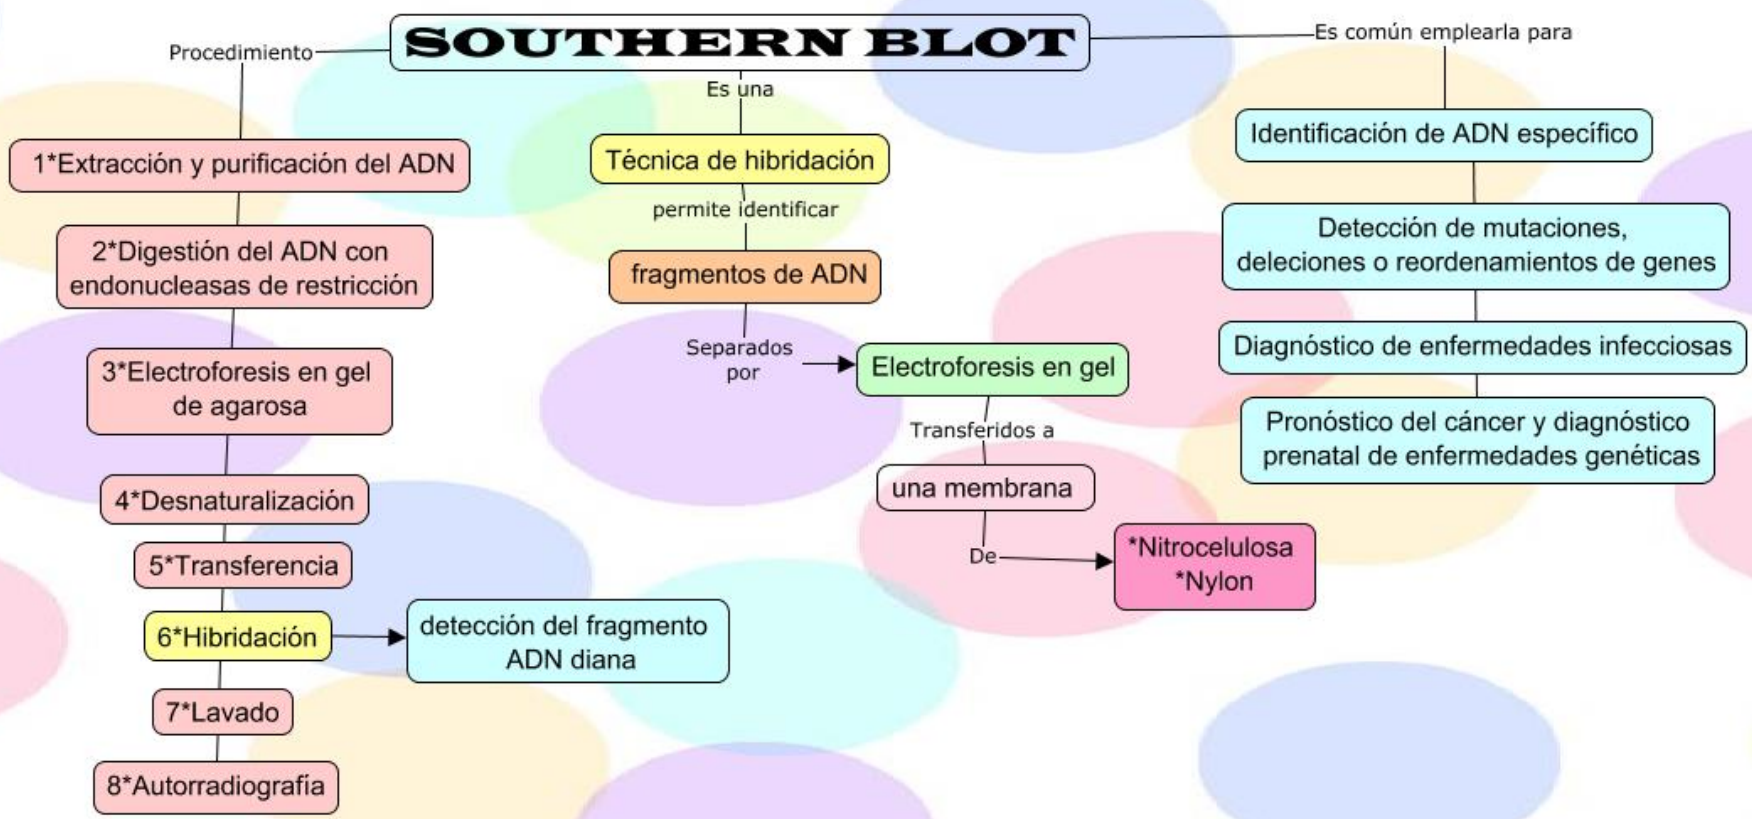 SOUTHERN BLOT
Procedimiento
1*Extracción y purificación del ADN
2*Digestión del ADN con
endonucleasas de restricción
3*Electroforesis en gel
de agarosa
4*Desnaturalización
5*Transferencia
6*Hibridación
detección del fragmento
ADN diana
7*Lavado
8*Autorradiografía
Es una
Técnica de hibridación
permite identificar
fragmentos de ADN
Separados
por
Electroforesis en gel
Transferidos a
una membrana
De
*Nitrocelulosa
*Nylon
Es común emplearla para
Identificación de ADN específico
Detección de mutaciones,
deleciones o reordenamientos de genes
Diagnóstico de enfermedades infecciosas
Pronóstico del cáncer y diagnóstico
prenatal de enfermedades genéticas